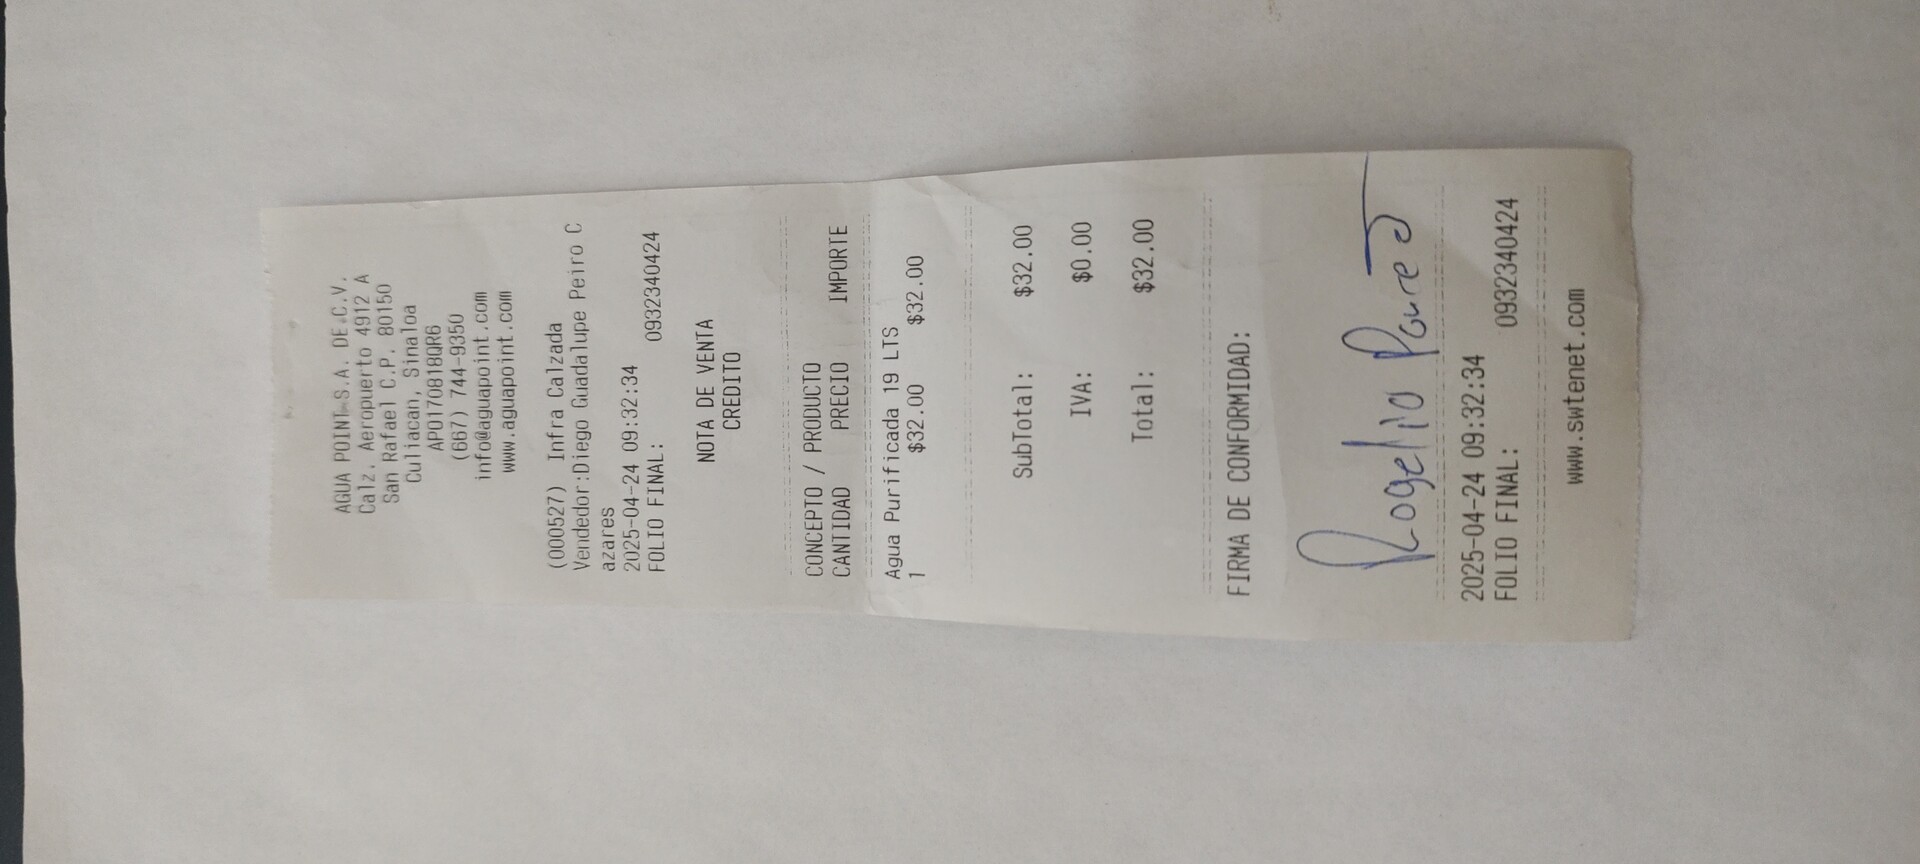 AGUA POINT S.A. DE C.V.
Calz. Aeropuerto 4912 A
San Rafael C.P. 80150
Culiacan, Sinaloa
APO170818QR6
(667) 744-9350
info@aguapoint.com
www.aguapoint.com
(000527) Infra Calzada
Vendedor:Diego Guadalupe Peiro C
azares
2025-04-24 09:32:34
FOLIO FINAL: 0932340424
NOTA DE VENTA
CREDITO
CONCEPTO / PRODUCTO
CANTIDAD PRECIO IMPORTE
Agua Purificada 19 LTS
1 $32.00 $32.00
SubTotal: $32.00
IVA: $0.00
Total: $32.00
FIRMA DE CONFORMIDAD:
Rogelio
2025-04-24 09:32:34
FOLIO FINAL: 0932340424
www.swtenet.com